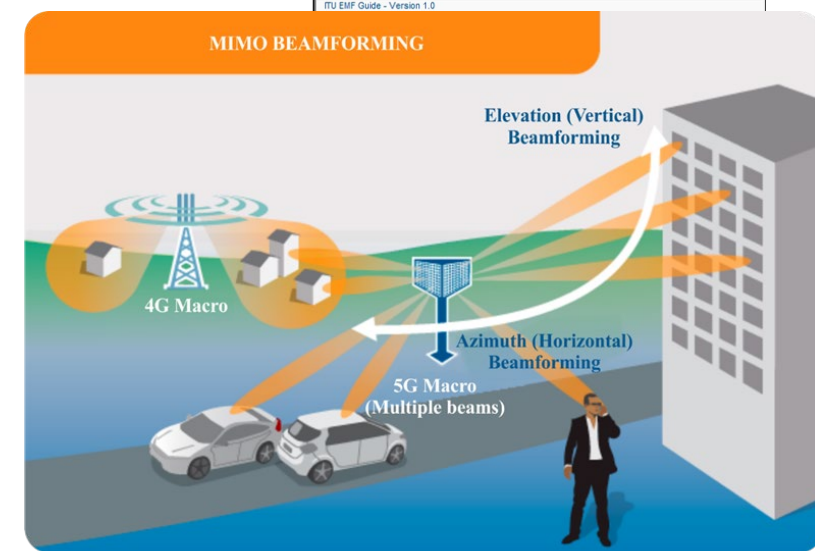 ITU EMF Guide - Version 1.0
MIMO BEAMFORMING
Elevation (Vertical)
Beamforming
4G Macro
Azimuth (Horizontal)
Beamforming
5G Macro
(Multiple beams)